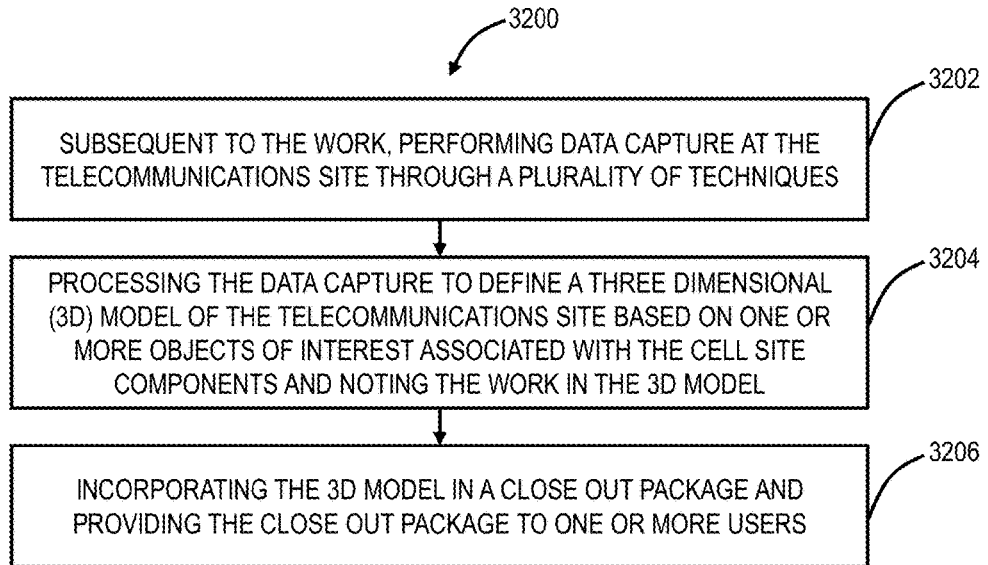 3200
3202
SUBSEQUENT TO THE WORK, PERFORMING DATA CAPTURE AT THE
TELECOMMUNICATIONS SITE THROUGH A PLURALITY OF TECHNIQUES
3204
PROCESSING THE DATA CAPTURE TO DEFINE A THREE DIMENSIONAL
(3D) MODEL OF THE TELECOMMUNICATIONS SITE BASED ON ONE OR
MORE OBJECTS OF INTEREST ASSOCIATED WITH THE CELL SITE
COMPONENTS AND NOTING THE WORK IN THE 3D MODEL
3206
INCORPORATING THE 3D MODEL IN A CLOSE OUT PACKAGE AND
PROVIDING THE CLOSE OUT PACKAGE TO ONE OR MORE USERS